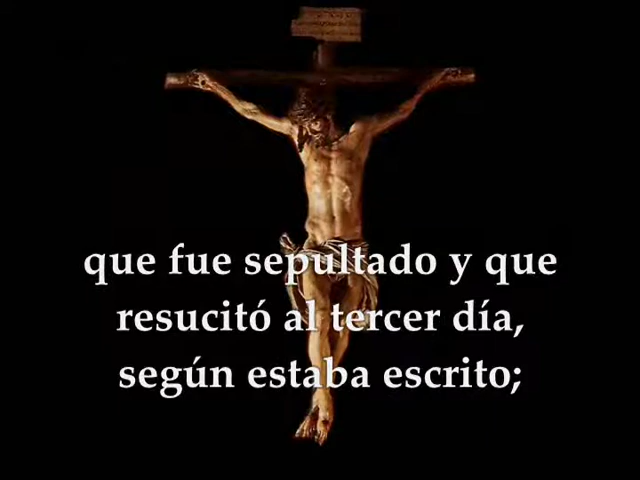 que fue sepultado y que
resucitó al tercer día,
según estaba escrito;